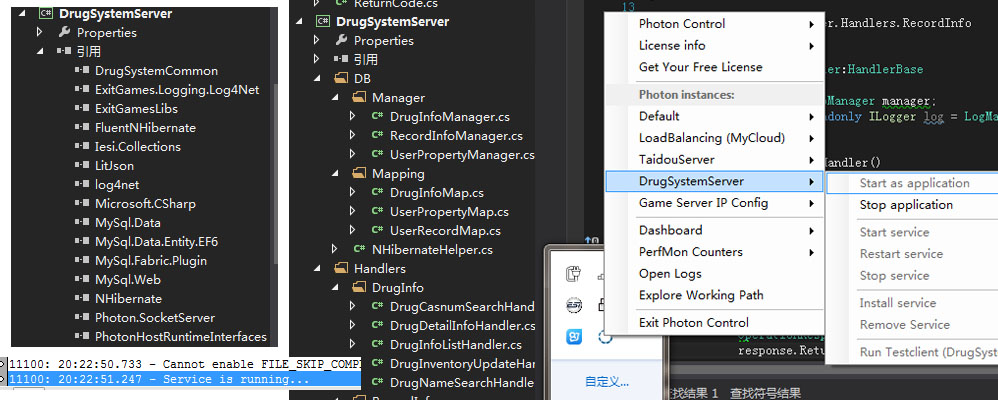 DrugSystemServer
Properties
引用
DrugSystemCommon
ExitGames.Logging.Log4Net
ExitGamesLibs
FluentNHibernate
Iesi.Collections
LitJson
log4net
Microsoft.CSharp
MySql.Data
MySql.Data.Entity.EF6
MySql.Fabric.Plugin
MySql.Web
NHibernate
Photon.SocketServer
PhotonHostRuntimeInterfaces
11100: 20:22:50.733 - Cannot enable FILE_SKIP_COMP
11100: 20:22:51.247 - Service is running...
ReturnCode.cs
DrugSystemServer
Properties
引用
DB
Manager
DrugInfoManager.cs
RecordInfoManager.cs
UserPropertyManager.cs
Mapping
DrugInfoMap.cs
UserPropertyMap.cs
UserRecordMap.cs
NHibernateHelper.cs
Handlers
DrugInfo
DrugCasnumSearchHand
DrugDetailInfoHandler.cs
DrugInfoListHandler.cs
DrugInventoryUpdateHan
DrugNameSearchHandle
13
er.Handlers.RecordInfo
er:HandlerBase
oManager manager;
donly ILogger log = LogMa
Handler()
Photon Control
License info
Get Your Free License
Photon instances:
Default
LoadBalancing (MyCloud)
TaidouServer
DrugSystemServer
Game Server IP Config
Dashboard
PerfMon Counters
Open Logs
Explore Working Path
Exit Photon Control
Start as application
Stop application
Start service
Restart service
Stop service
Install service
Remove Service
Run Testclient (DrugSyst
自定义...
response.Retu
查找结果 1 查找符号结果